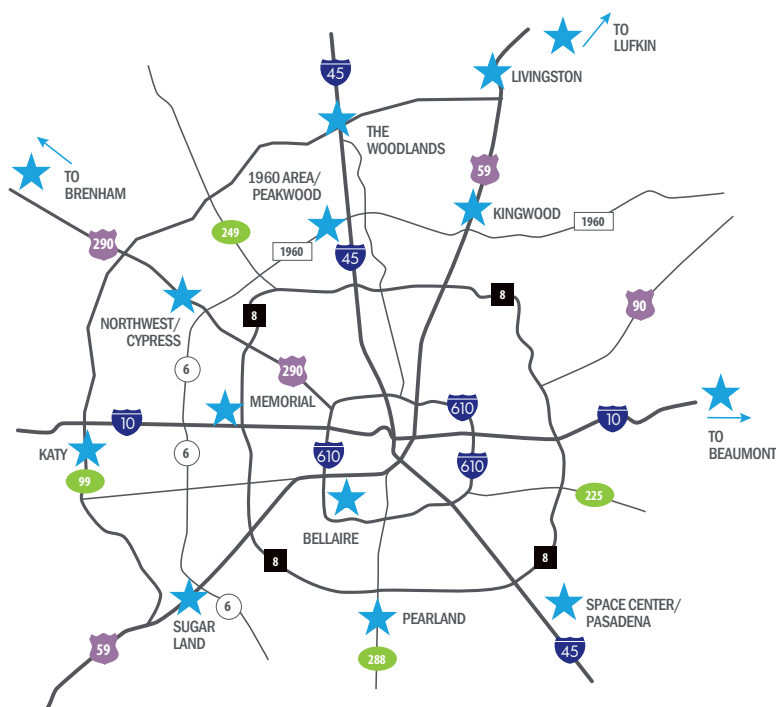 TO
LUFKIN
45
LIVINGSTON
THE
WOODLANDS
TO
BRENHAM
1960 AREA/
PEAKWOOD
59
KINGWOOD
1960
249
290
1960
45
8
8
90
NORTHWEST/
CYPRESS
6
290
MEMORIAL
610
10
10
TO
BEAUMONT
KATY
6
610
610
99
225
BELLAIRE
8
8
6
SUGAR
LAND
PEARLAND
SPACE CENTER/
PASADENA
59
288
45